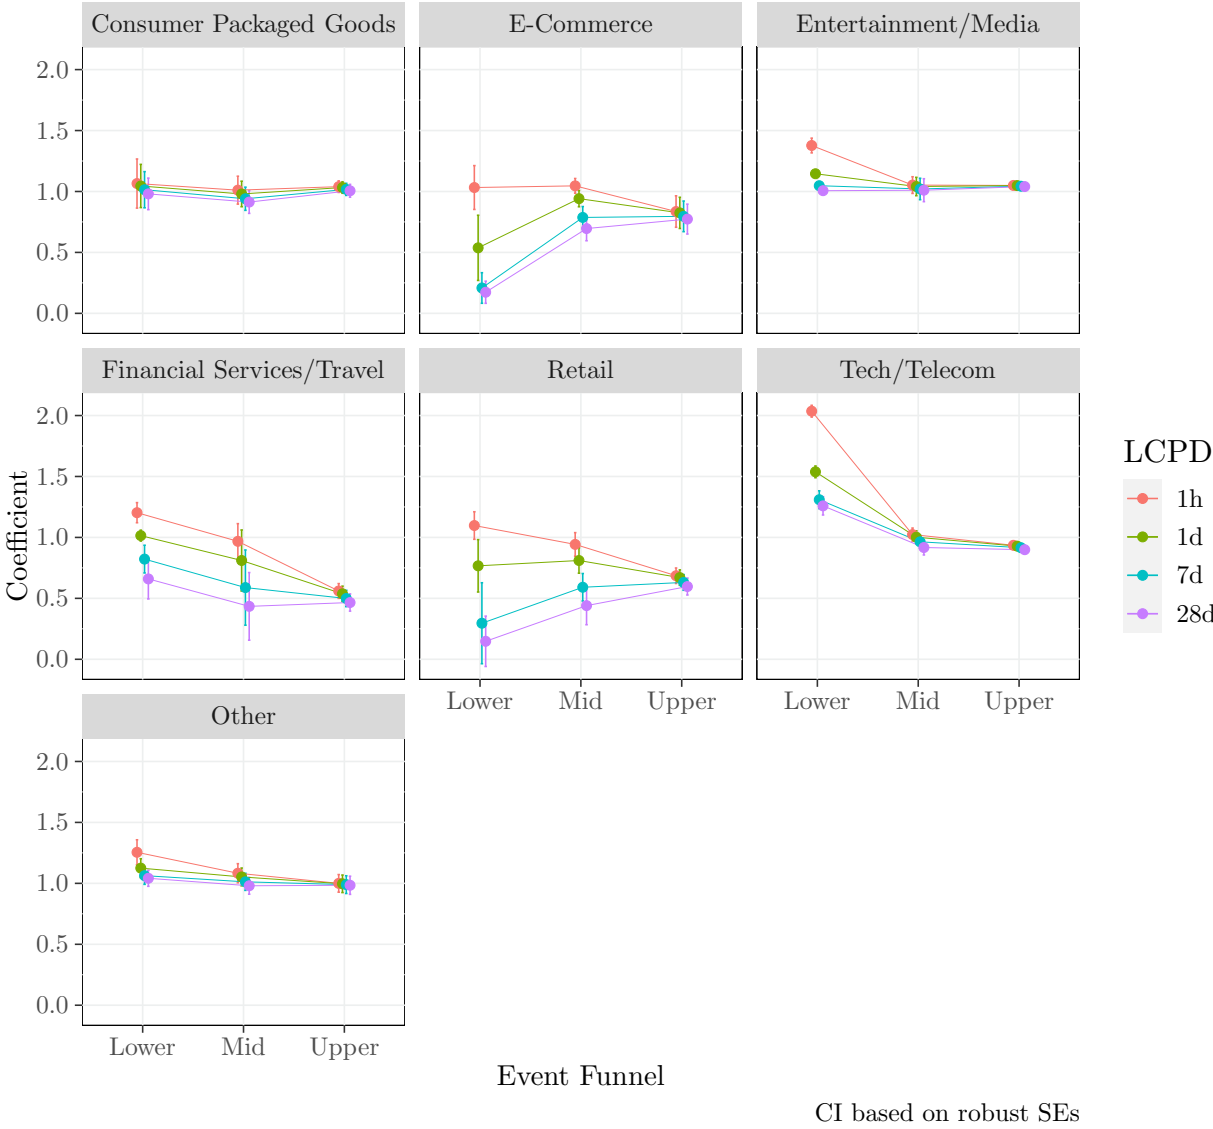 Consumer Packaged Goods
E-Commerce
Entertainment/Media
2.0
1.5
1.0
0.5
0.0
Financial Services/Travel
Retail
Tech/Telecom
2.0
1.5
1.0
0.5
0.0
Coefficient
LCPD
1h
1d
7d
28d
Lower Mid Upper
Lower Mid Upper
Other
2.0
1.5
1.0
0.5
0.0
Lower Mid Upper
Event Funnel
CI based on robust SEs